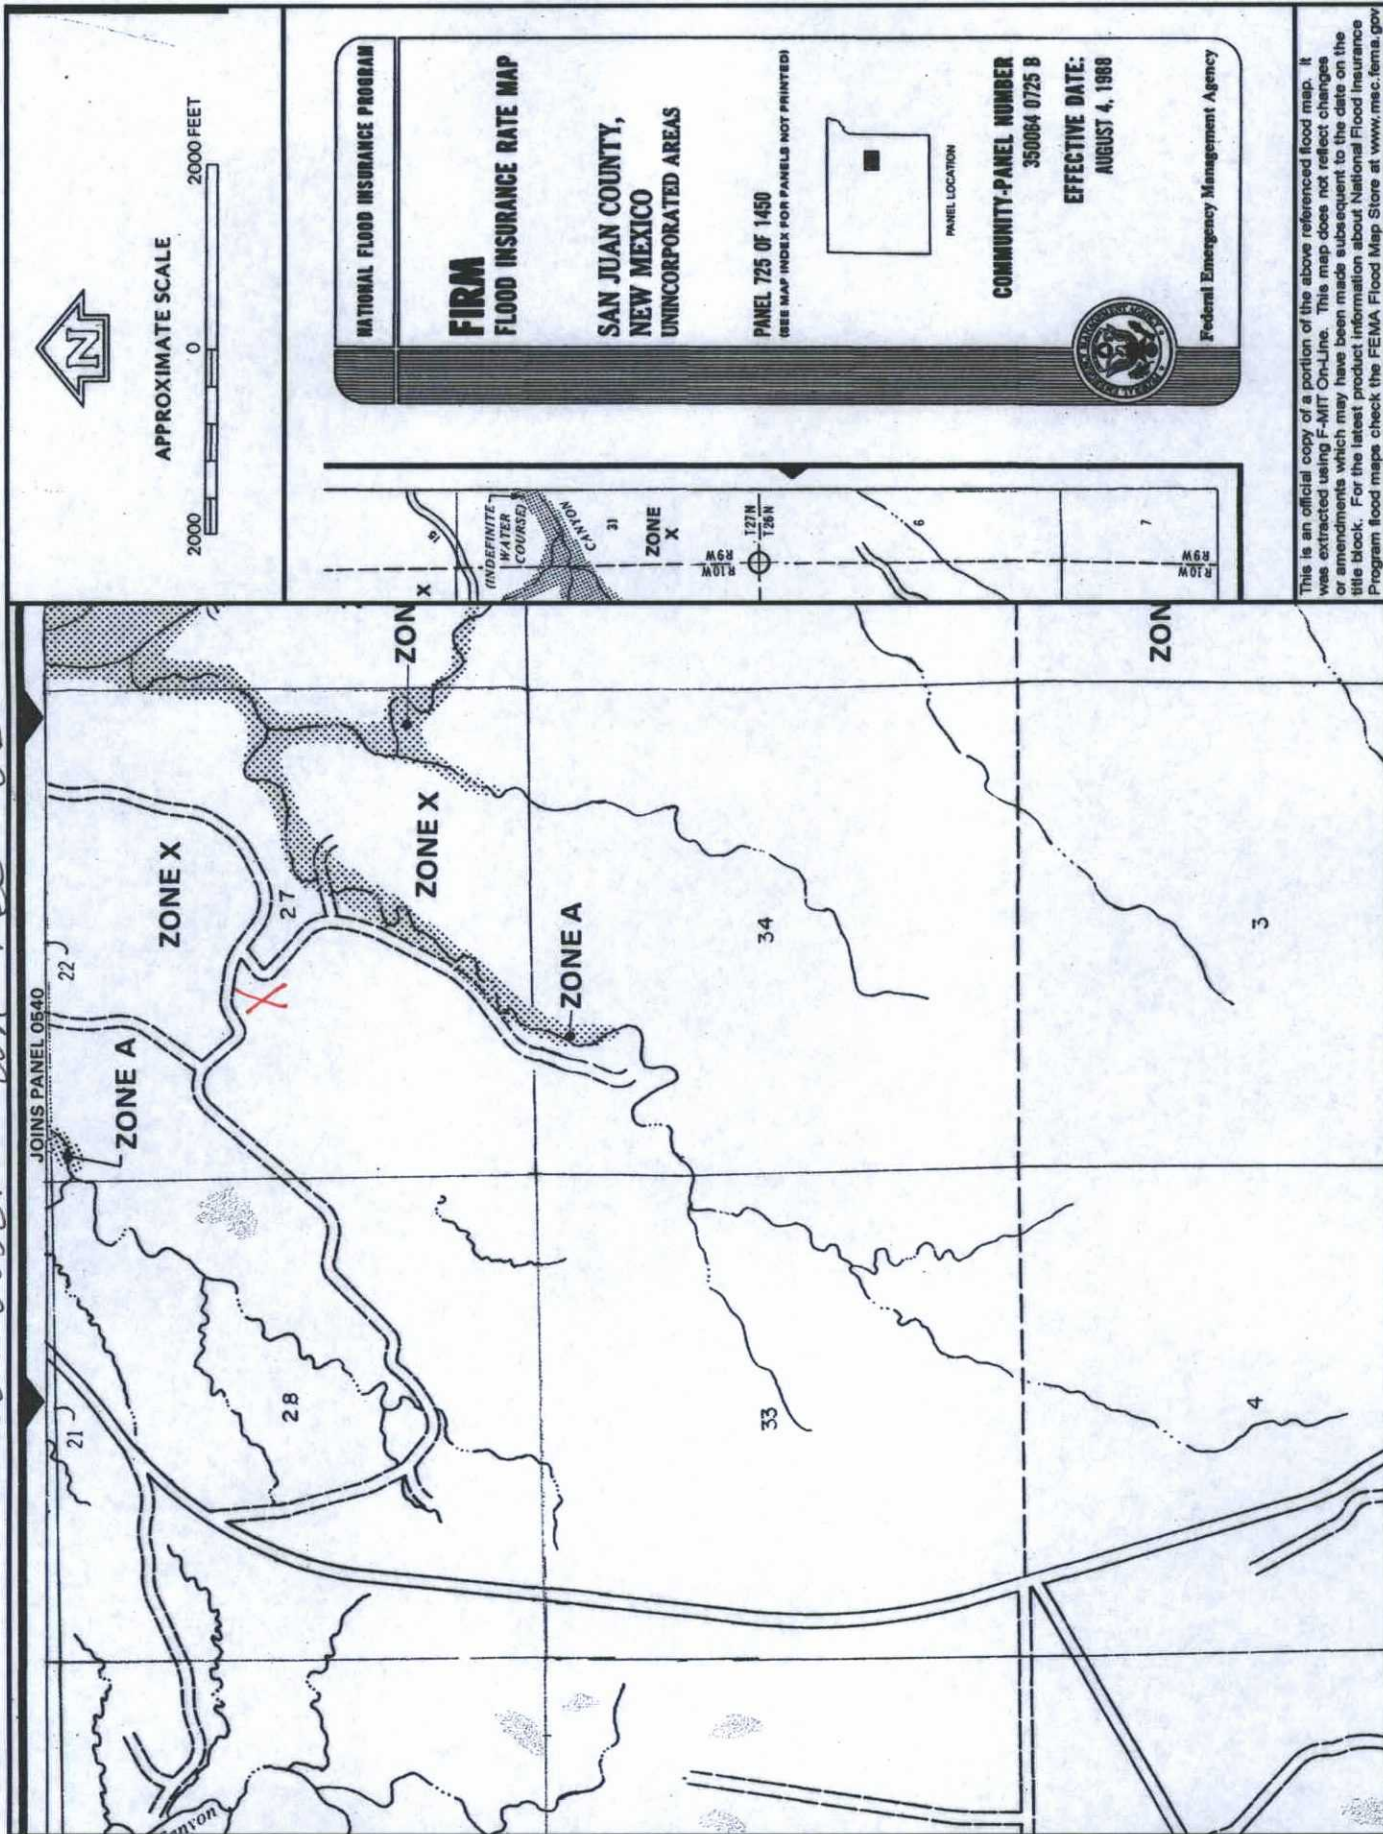 APPROXIMATE SCALE
2000 0 2000 FEET
N
NATIONAL FLOOD INSURANCE PROGRAM
FIRM
FLOOD INSURANCE RATE MAP
SAN JUAN COUNTY,
NEW MEXICO
UNINCORPORATED AREAS
PANEL 725 OF 1450
(SEE MAP INDEX FOR PANELS NOT PRINTED)
PANEL LOCATION
COMMUNITY-PANEL NUMBER
350064 0725 B
EFFECTIVE DATE:
AUGUST 4, 1988
Federal Emergency Management Agency
This is an official copy of a portion of the above referenced flood map. It
was extracted using F-MIT On-Line. This map does not reflect changes
or amendments which may have been made subsequent to the date on the
title block. For the latest product information about National Flood Insurance
Program flood maps check the FEMA Flood Map Store at www.msc.fema.gov
X
(INDEFINITE
WATER
COURSE)
CANYON
31
ZONE
X
R10W
R9W
T27N
T26N
6
7
R10W
R9W
JOINS PANEL 0540
21
22
ZONE A
ZONE X
27
28
ZON
ZONE X
ZONE A
33
34
ZON
4
3
X